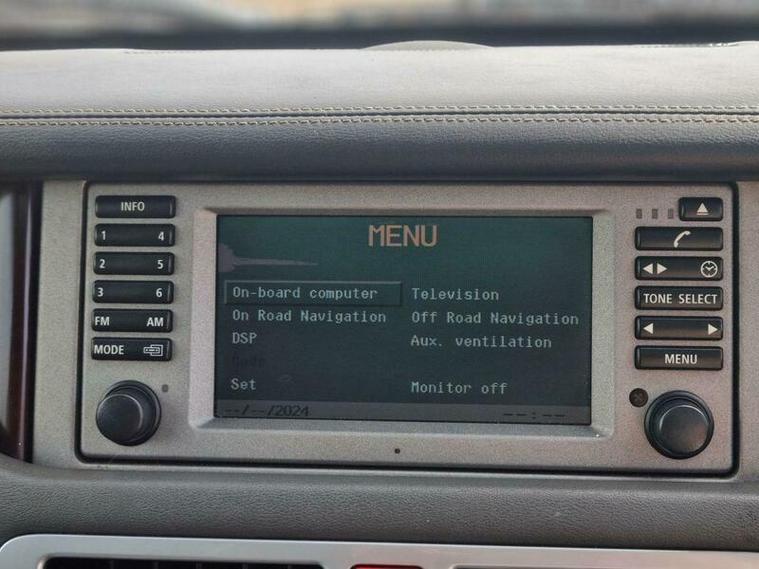 INFO
1 4
2 5
3 6
FM AM
MODE
MENU
On-board computer Television
On Road Navigation Off Road Navigation
DSP Aux. ventilation
Code
Set Monitor off
--/--/2024 --:--
TONE SELECT
MENU